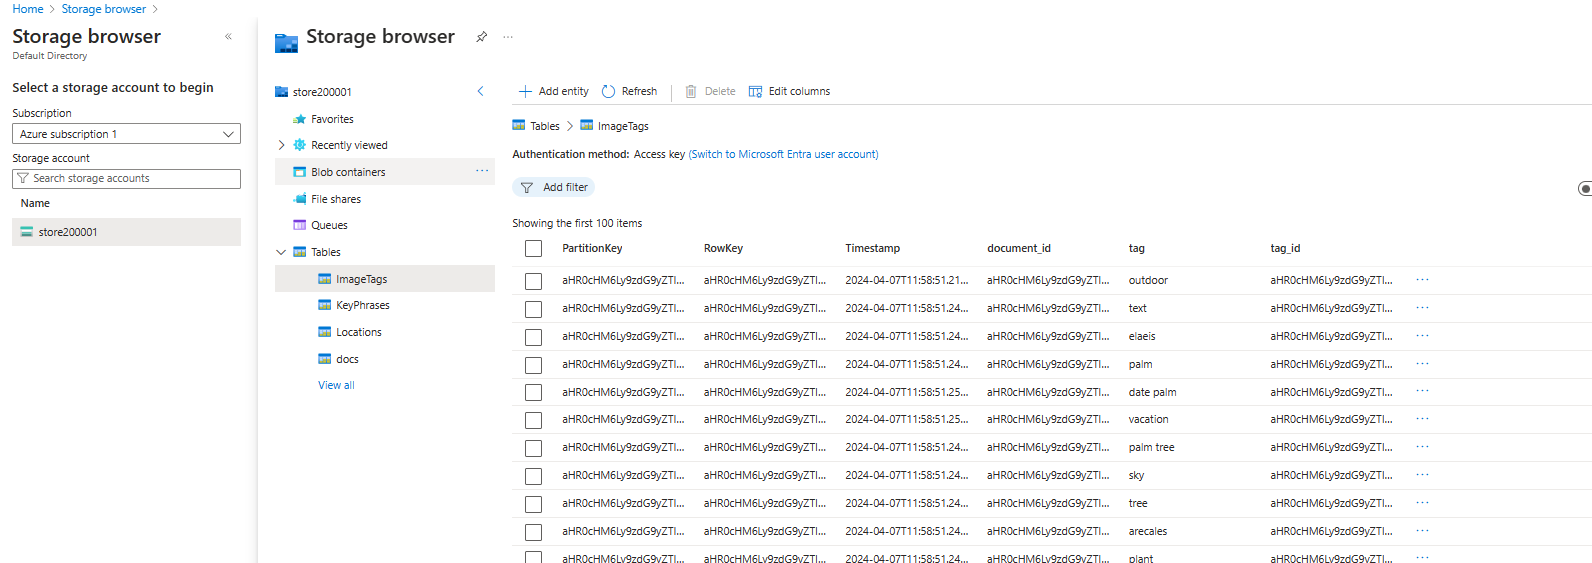 Home > Storage browser >
Storage browser
«
Default Directory
Select a storage account to begin
Subscription
Azure subscription 1
Storage account
Search storage accounts
Name
store200001
Storage browser
...
store200001
Favorites
Recently viewed
Blob containers ...
File shares
Queues
Tables
ImageTags
KeyPhrases
Locations
docs
View all
Add entity Refresh Delete Edit columns
Tables > ImageTags
Authentication method: Access key (Switch to Microsoft Entra user account)
Add filter
Showing the first 100 items
PartitionKey RowKey Timestamp document_id tag tag_id
aHR0cHM6Ly9zdG9yZTI... aHR0cHM6Ly9zdG9yZTI... 2024-04-07T11:58:51.21... aHR0cHM6Ly9zdG9yZTI... outdoor aHR0cHM6Ly9zdG9yZTI... ...
aHR0cHM6Ly9zdG9yZTI... aHR0cHM6Ly9zdG9yZTI... 2024-04-07T11:58:51.24... aHR0cHM6Ly9zdG9yZTI... text aHR0cHM6Ly9zdG9yZTI... ...
aHR0cHM6Ly9zdG9yZTI... aHR0cHM6Ly9zdG9yZTI... 2024-04-07T11:58:51.24... aHR0cHM6Ly9zdG9yZTI... elaeis aHR0cHM6Ly9zdG9yZTI... ...
aHR0cHM6Ly9zdG9yZTI... aHR0cHM6Ly9zdG9yZTI... 2024-04-07T11:58:51.24... aHR0cHM6Ly9zdG9yZTI... palm aHR0cHM6Ly9zdG9yZTI... ...
aHR0cHM6Ly9zdG9yZTI... aHR0cHM6Ly9zdG9yZTI... 2024-04-07T11:58:51.25... aHR0cHM6Ly9zdG9yZTI... date palm aHR0cHM6Ly9zdG9yZTI... ...
aHR0cHM6Ly9zdG9yZTI... aHR0cHM6Ly9zdG9yZTI... 2024-04-07T11:58:51.25... aHR0cHM6Ly9zdG9yZTI... vacation aHR0cHM6Ly9zdG9yZTI... ...
aHR0cHM6Ly9zdG9yZTI... aHR0cHM6Ly9zdG9yZTI... 2024-04-07T11:58:51.24... aHR0cHM6Ly9zdG9yZTI... palm tree aHR0cHM6Ly9zdG9yZTI... ...
aHR0cHM6Ly9zdG9yZTI... aHR0cHM6Ly9zdG9yZTI... 2024-04-07T11:58:51.24... aHR0cHM6Ly9zdG9yZTI... sky aHR0cHM6Ly9zdG9yZTI... ...
aHR0cHM6Ly9zdG9yZTI... aHR0cHM6Ly9zdG9yZTI... 2024-04-07T11:58:51.24... aHR0cHM6Ly9zdG9yZTI... tree aHR0cHM6Ly9zdG9yZTI... ...
aHR0cHM6Ly9zdG9yZTI... aHR0cHM6Ly9zdG9yZTI... 2024-04-07T11:58:51.24... aHR0cHM6Ly9zdG9yZTI... arecales aHR0cHM6Ly9zdG9yZTI... ...
aHR0cHM6Ly9zdG9yZTI... aHR0cHM6Ly9zdG9yZTI... 2024-04-07T11:58:51.24... aHR0cHM6Ly9zdG9yZTI... plant aHR0cHM6Ly9zdG9yZTI... ...